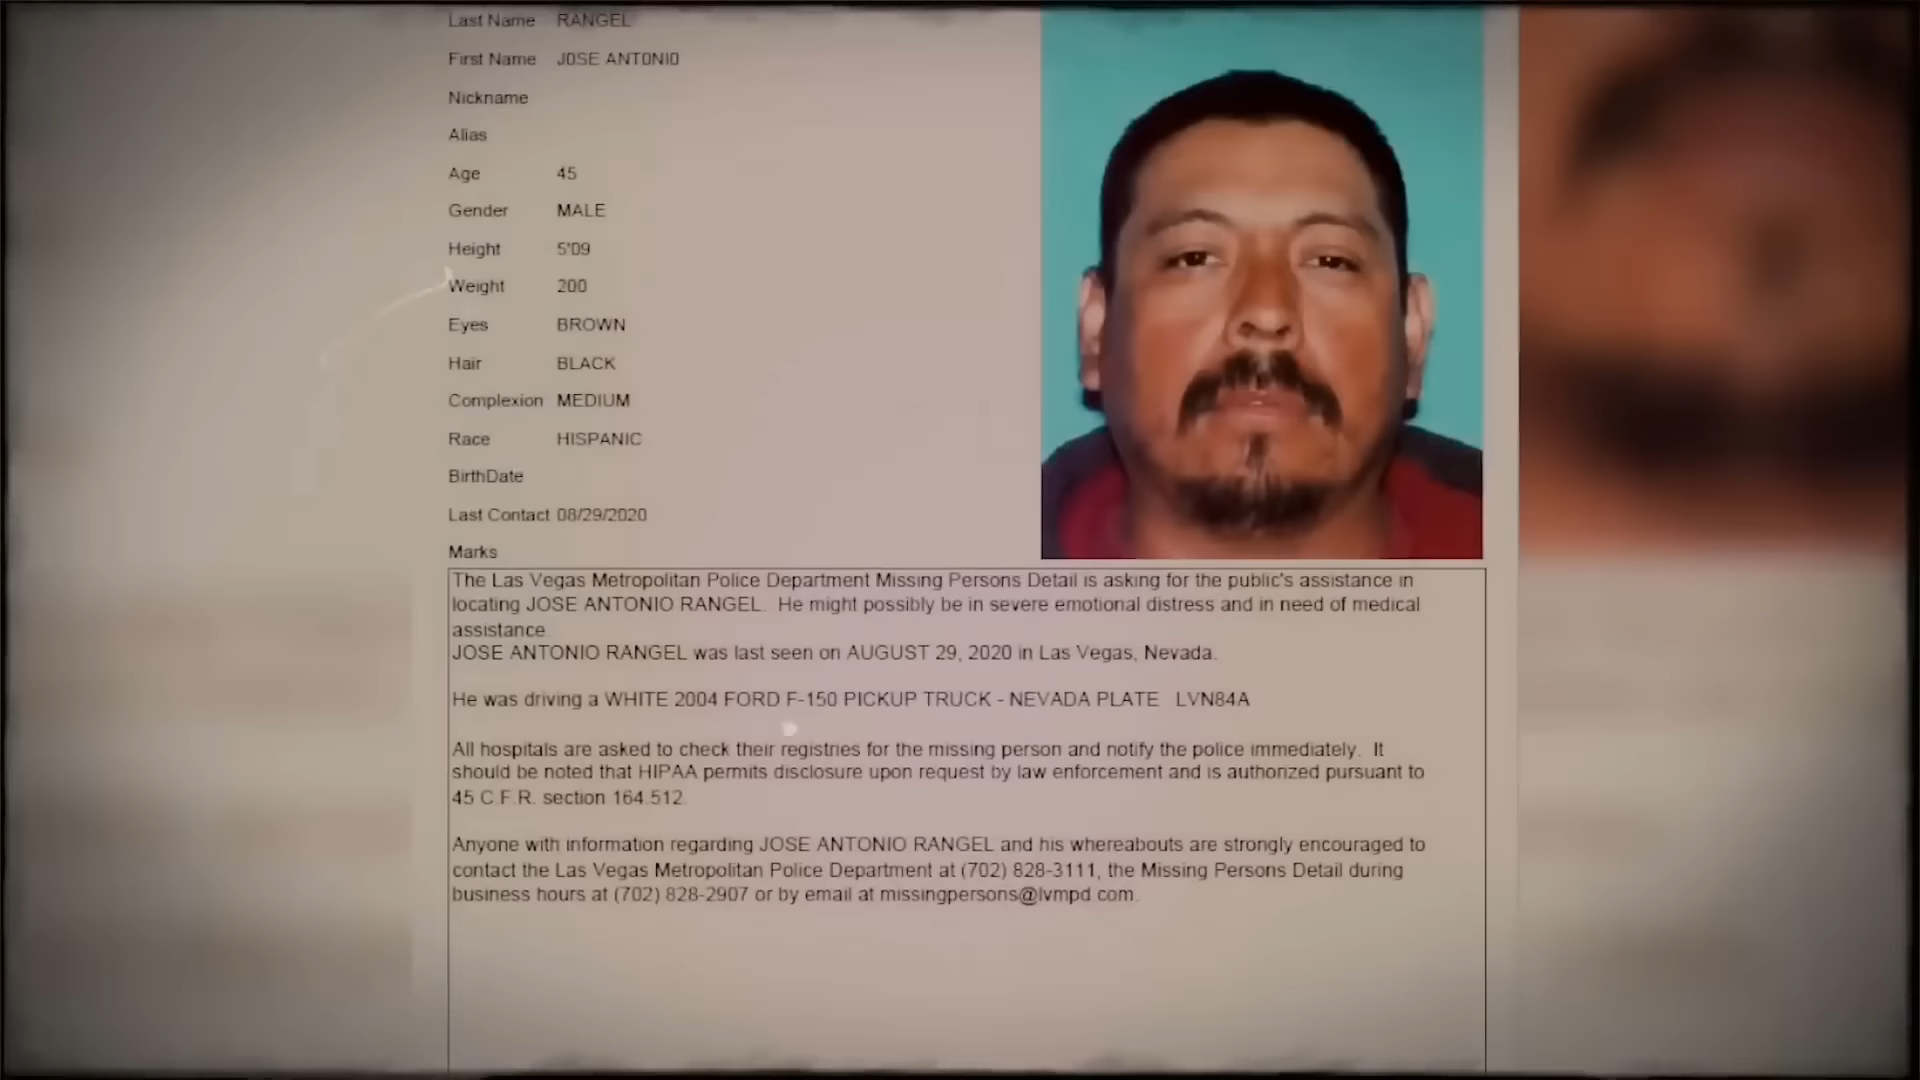 Last Name RANGEL
First Name JOSE ANTONIO
Nickname
Alias
Age 45
Gender MALE
Height 5'09
Weight 200
Eyes BROWN
Hair BLACK
Complexion MEDIUM
Race HISPANIC
BirthDate
Last Contact 08/29/2020
Marks
The Las Vegas Metropolitan Police Department Missing Persons Detail is asking for the public's assistance in
locating JOSE ANTONIO RANGEL. He might possibly be in severe emotional distress and in need of medical
assistance.
JOSE ANTONIO RANGEL was last seen on AUGUST 29, 2020 in Las Vegas, Nevada.
He was driving a WHITE 2004 FORD F-150 PICKUP TRUCK - NEVADA PLATE LVN84A
All hospitals are asked to check their registries for the missing person and notify the police immediately. It
should be noted that HIPAA permits disclosure upon request by law enforcement and is authorized pursuant to
45 C.F.R. section 164.512.
Anyone with information regarding JOSE ANTONIO RANGEL and his whereabouts are strongly encouraged to
contact the Las Vegas Metropolitan Police Department at (702) 828-3111, the Missing Persons Detail during
business hours at (702) 828-2907 or by email at missingpersons@lvmpd.com.